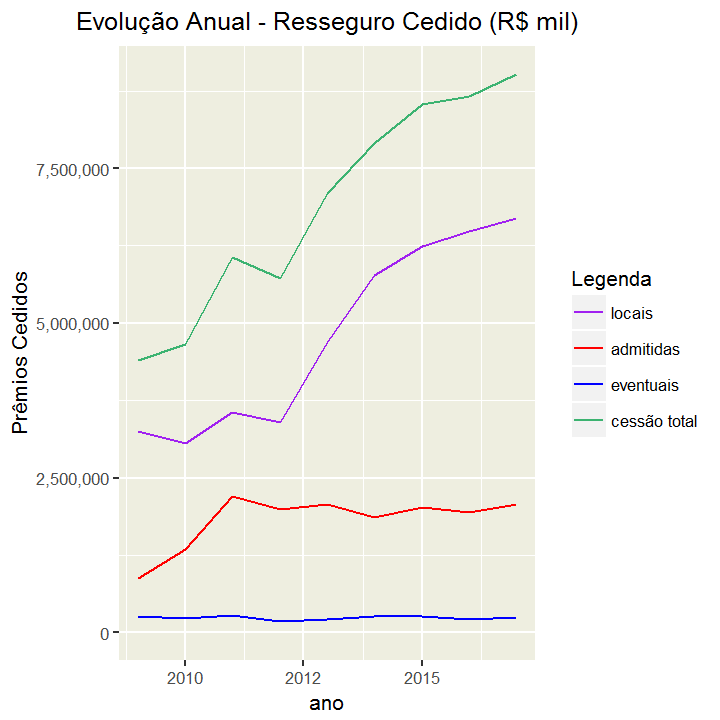 Evolução Anual - Resseguro Cedido (R$ mil)
Prêmios Cedidos
7,500,000
5,000,000
2,500,000
0
2010
2012
2015
ano
Legenda
locais
admitidas
eventuais
cessão total